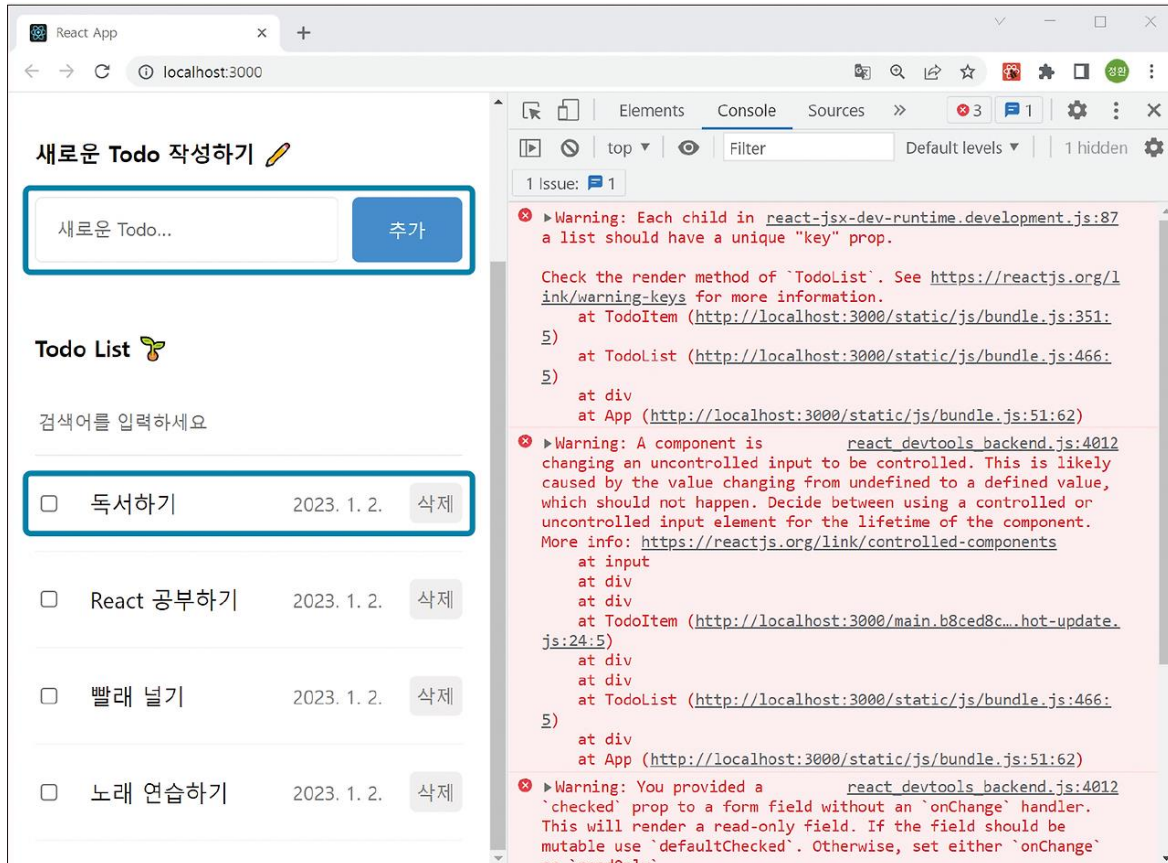 React App
localhost:3000
정환
새로운 Todo 작성하기
새로운 Todo...
추가
Todo List
검색어를 입력하세요
독서하기 2023. 1. 2. 삭제
React 공부하기 2023. 1. 2. 삭제
빨래 널기 2023. 1. 2. 삭제
노래 연습하기 2023. 1. 2. 삭제
Elements Console Sources 3 1
top Filter Default levels 1 hidden
1 Issue: 1
Warning: Each child in react-jsx-dev-runtime.development.js:87
a list should have a unique "key" prop.
Check the render method of `TodoList`. See https://reactjs.org/l
ink/warning-keys for more information.
at TodoItem (http://localhost:3000/static/js/bundle.js:351:
5)
at TodoList (http://localhost:3000/static/js/bundle.js:466:
5)
at div
at App (http://localhost:3000/static/js/bundle.js:51:62)
Warning: A component is react_devtools_backend.js:4012
changing an uncontrolled input to be controlled. This is likely
caused by the value changing from undefined to a defined value,
which should not happen. Decide between using a controlled or
uncontrolled input element for the lifetime of the component.
More info: https://reactjs.org/link/controlled-components
at input
at div
at div
at TodoItem (http://localhost:3000/main.b8ced8c….hot-update.
js:24:5)
at div
at div
at TodoList (http://localhost:3000/static/js/bundle.js:466:
5)
at div
at App (http://localhost:3000/static/js/bundle.js:51:62)
Warning: You provided a react_devtools_backend.js:4012
`checked` prop to a form field without an `onChange` handler.
This will render a read-only field. If the field should be
mutable use `defaultChecked`. Otherwise, set either `onChange`